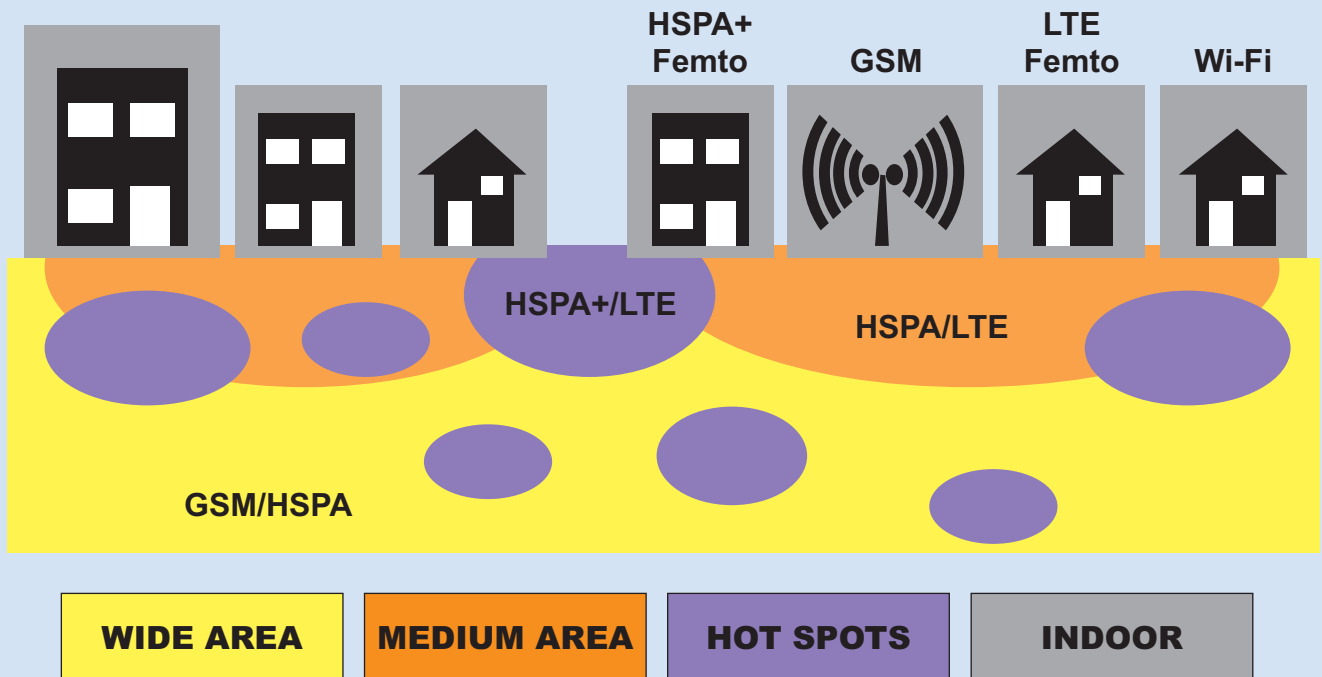 HSPA+
Femto
GSM
LTE
Femto
Wi-Fi
HSPA+/LTE
HSPA/LTE
GSM/HSPA
WIDE AREA
MEDIUM AREA
HOT SPOTS
INDOOR